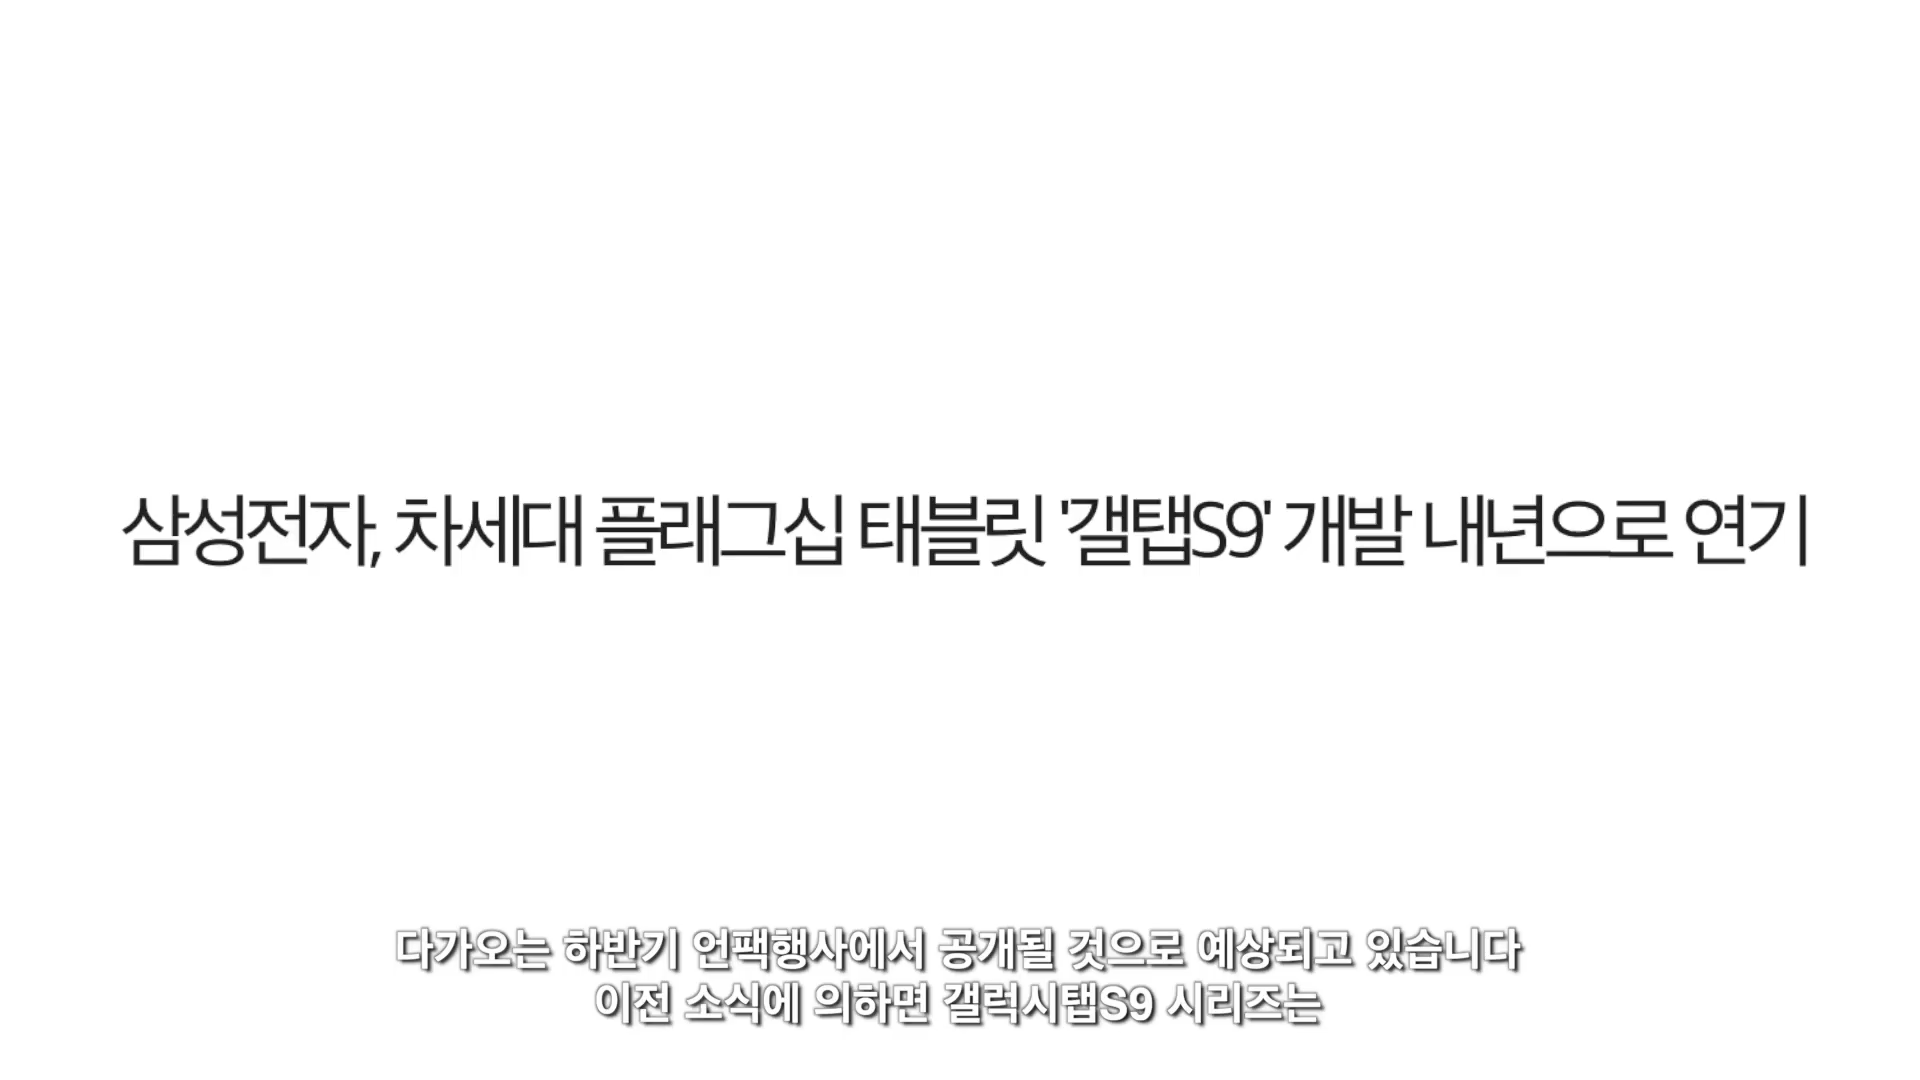 삼성전자, 차세대 플래그십 태블릿 '갤탭S9' 개발 내년으로 연기
다가오는 하반기 언팩행사에서 공개될 것으로 예상되고 있습니다
이전 소식에 의하면 갤럭시탭S9 시리즈는